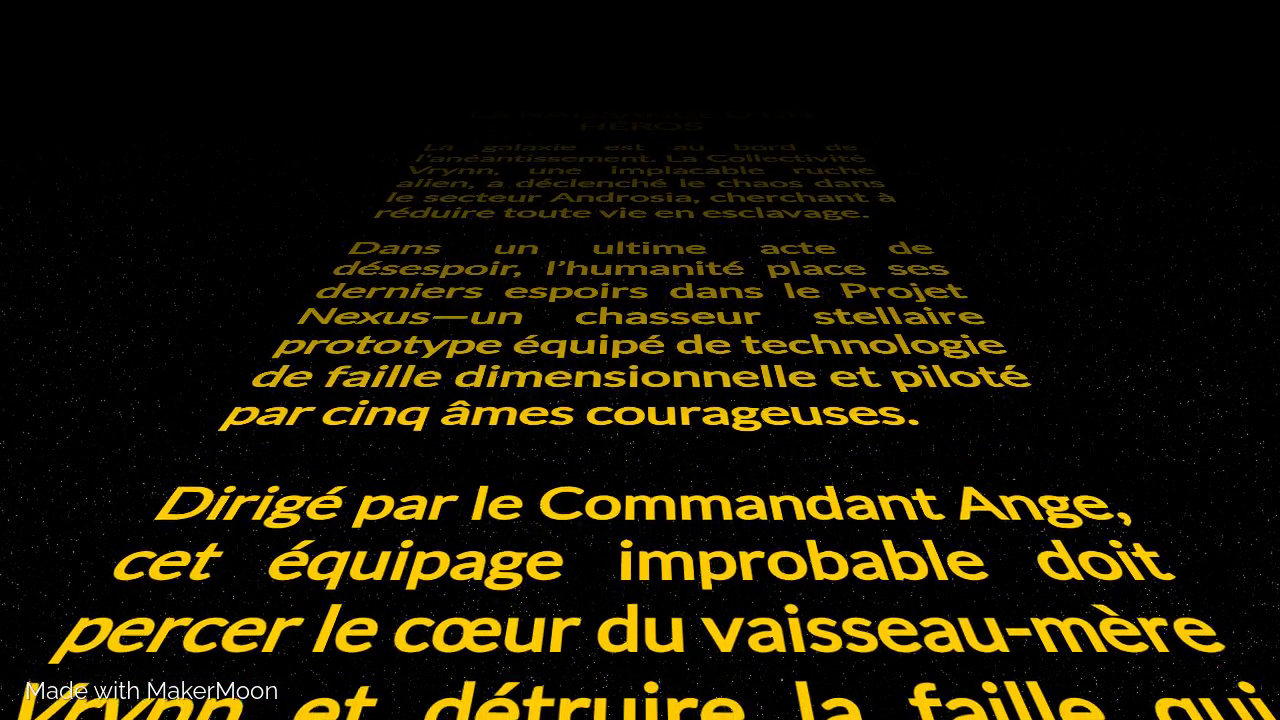 HÉROS
La galaxie est au bord de
l'anéantissement. La Collectivité
Vrynn, une implacable ruche
alien, a déclenché le chaos dans
le secteur Androsia, cherchant à
réduire toute vie en esclavage.
Dans un ultime acte de
désespoir, l'humanité place ses
derniers espoirs dans le Projet
Nexus—un chasseur stellaire
prototype équipé de technologie
de faille dimensionnelle et piloté
par cinq âmes courageuses.
Dirigé par le Commandant Ange,
cet équipage improbable doit
percer le cœur du vaisseau-mère
Vrynn et détruire la faille qui
Made with MakerMoon